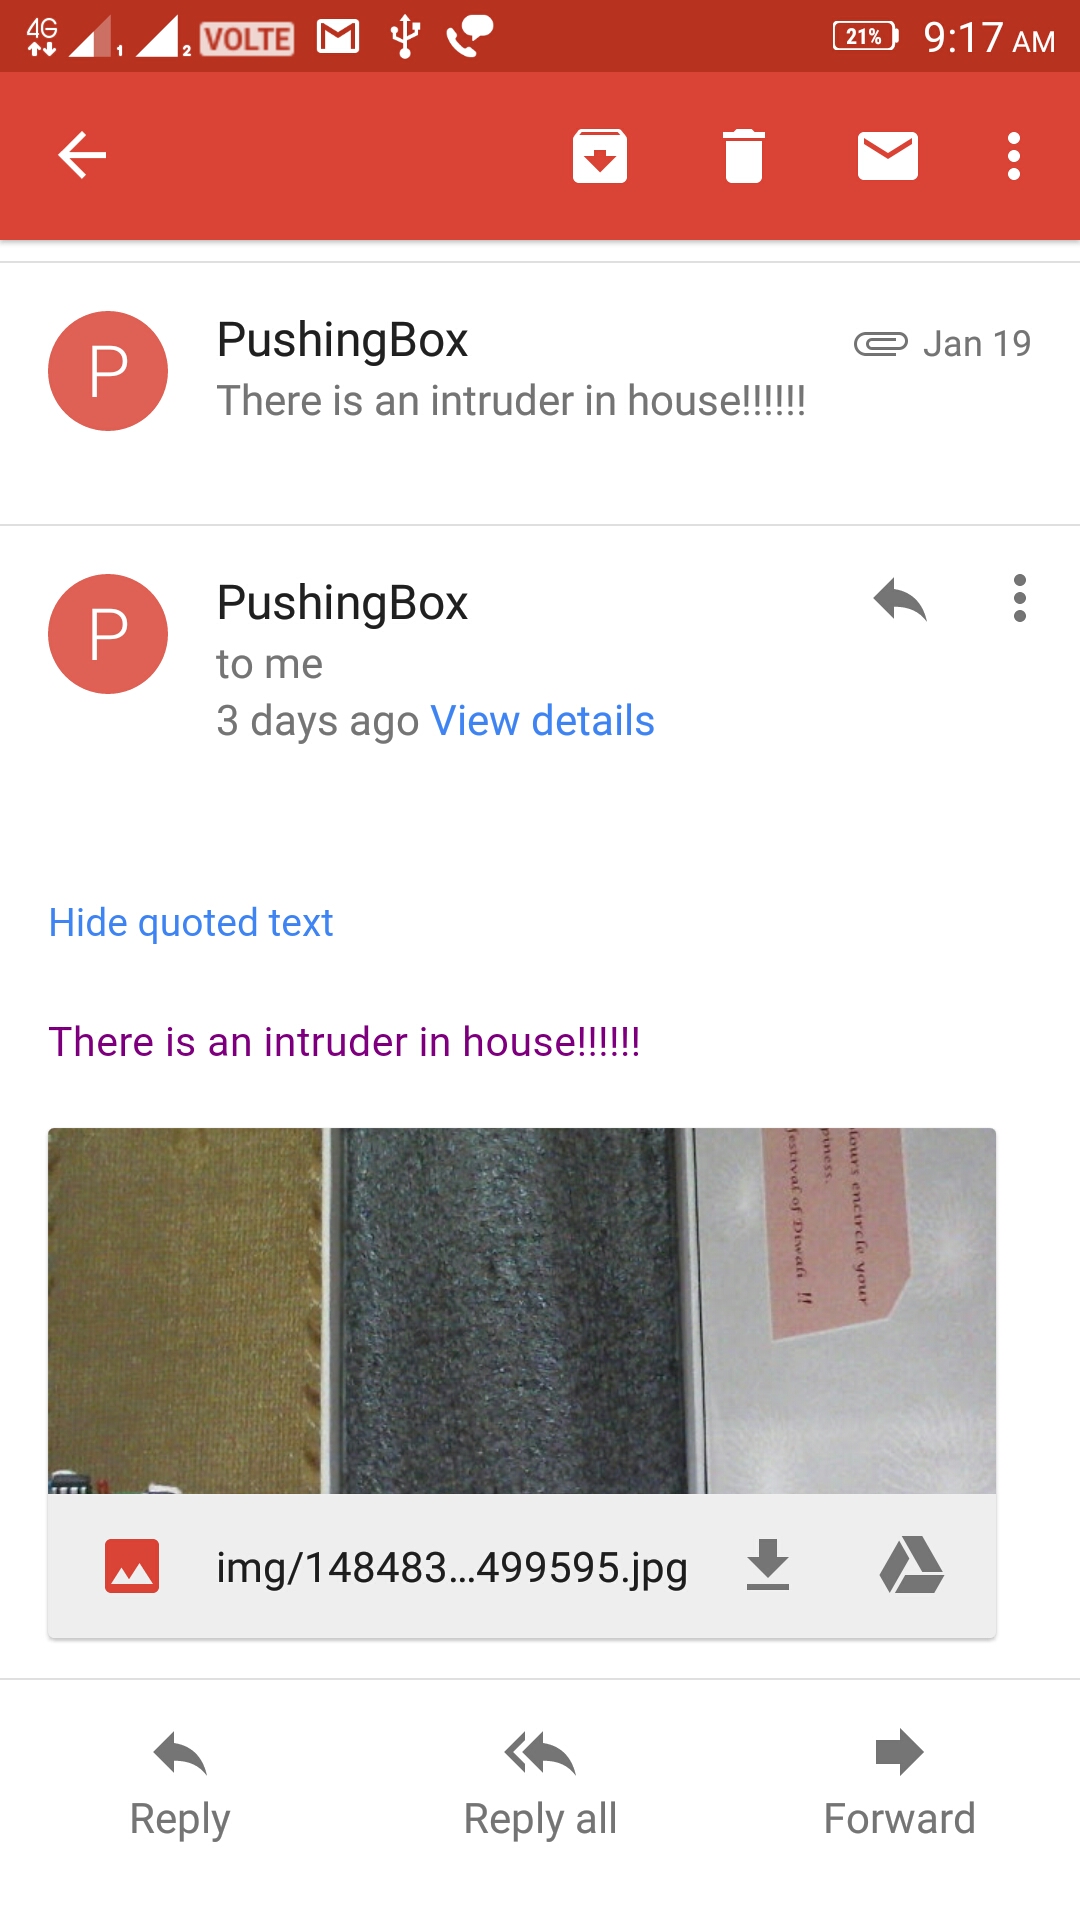 4G 1 2 VOLTE 21% 9:17 AM
P
PushingBox
Jan 19
There is an intruder in house!!!!!!
P
PushingBox
to me
3 days ago View details
Hide quoted text
There is an intruder in house!!!!!!
encircle your
festival of Diwali !!
img/148483...499595.jpg
Reply
Reply all
Forward